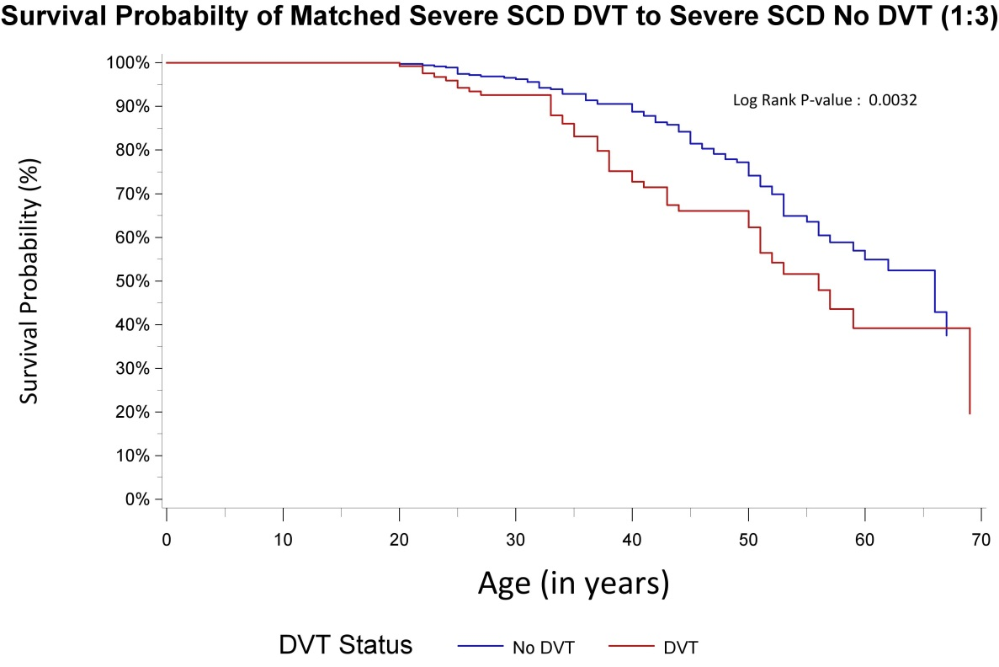 Survival Probabilty of Matched Severe SCD DVT to Severe SCD No DVT (1:3)
Survival Probability (%)
100%
90%
80%
70%
60%
50%
40%
30%
20%
10%
0%
Log Rank P-value : 0.0032
0 10 20 30 40 50 60 70
Age (in years)
DVT Status No DVT DVT